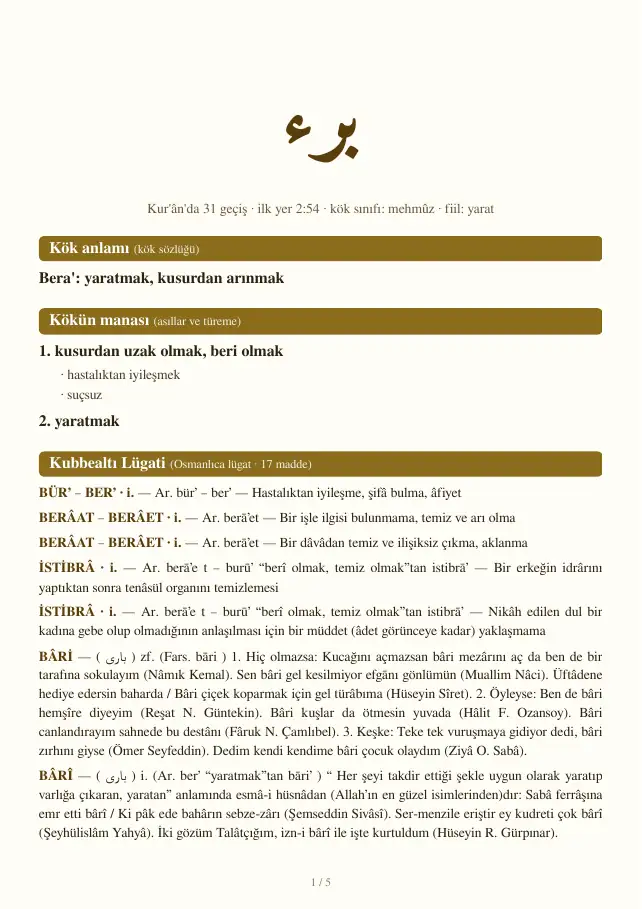 برء
Kur'ân'da 31 geçiş · ilk yer 2:54 · kök sınıfı: mehmûz · fiil: yarat
Kök anlamı (kök sözlüğü)
Bera': yaratmak, kusurdan arınmak
Kökün manası (asıllar ve türeme)
1. kusurdan uzak olmak, beri olmak
· hastalıktan iyileşmek
· suçsuz
2. yaratmak
Kubbealtı Lügati (Osmanlıca lügat · 17 madde)
BÜR’ – BER’ · i. — Ar. bür’ – ber’ — Hastalıktan iyileşme, şifâ bulma, âfiyet
BERÂAT – BERÂET · i. — Ar. berā’et — Bir işle ilgisi bulunmama, temiz ve arı olma
BERÂAT – BERÂET · i. — Ar. berā’et — Bir dâvâdan temiz ve ilişiksiz çıkma, aklanma
İSTİBRÂ · i. — Ar. berā’e t – burū’ “berî olmak, temiz olmak”tan istibrā’ — Bir erkeğin idrârını
yaptıktan sonra tenâsül organını temizlemesi
İSTİBRÂ · i. — Ar. berā’e t – burū’ “berî olmak, temiz olmak”tan istibrā’ — Nikâh edilen dul bir
kadına gebe olup olmadığının anlaşılması için bir müddet (âdet görünceye kadar) yaklaşmama
BÂRİ — ( بارى ) zf. (Fars. bāri ) 1. Hiç olmazsa: Kucağını açmazsan bâri mezârını aç da ben de bir
tarafına sokulayım (Nâmık Kemal). Sen bâri gel kesilmiyor efgām gönlümün (Muallim Nâci). Üftâdene
hediye edersin baharda / Bâri çiçek koparmak için gel türâbıma (Hüseyin Sîret). 2. Öyleyse: Ben de bâri
hemşîre diyeyim (Reşat N. Güntekin). Bâri kuşlar da ötmesin yuvada (Hâlit F. Ozansoy). Bâri
canlandırayım sahnede bu destânı (Fâruk N. Çamlıbel). 3. Keşke: Teke tek vuruşmaya gidiyor dedi, bâri
zırhını giyse (Ömer Seyfeddin). Dedim kendi kendime bâri çocuk olaydım (Ziyâ O. Sabâ).
BÂRÎ — ( بارى ) i. (Ar. ber’ “yaratmak”tan bāri’ ) “ Her şeyi takdir ettiği şekle uygun olarak yaratıp
varlığa çıkaran, yaratan” anlamında esmâ-i hüsnâdan (Allah’ın en güzel isimlerinden)dır: Sabâ ferrâşına
emr etti bârî / Ki pâk ede bahârın sebze-zârı (Şemseddin Sivâsî). Ser-menzile eriştir ey kudreti çok bârî
(Şeyhülislâm Yahyâ). İki gözüm Talâtçığım, izn-i bârî ile işte kurtuldum (Hüseyin R. Gürpınar).
1 / 5